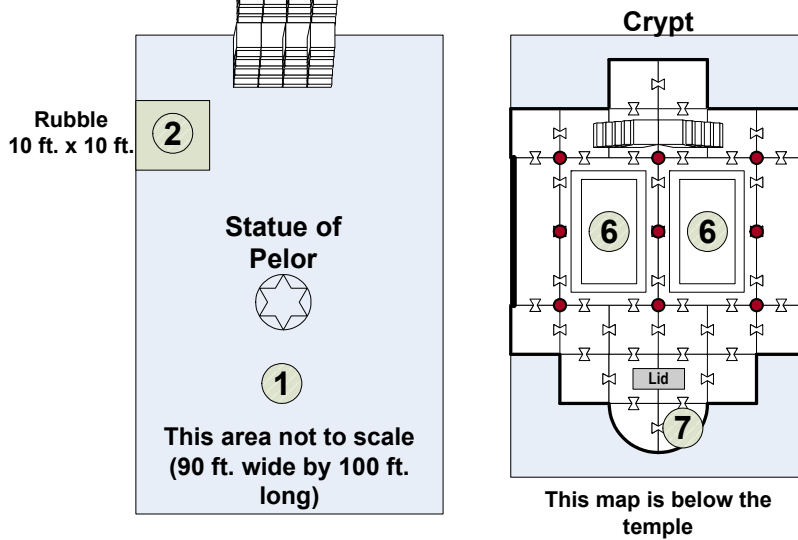 Rubble
10 ft. x 10 ft.
2
Statue of
Pelor
1
This area not to scale
(90 ft. wide by 100 ft.
long)
Crypt
6 6
Lid
7
This map is below the
temple